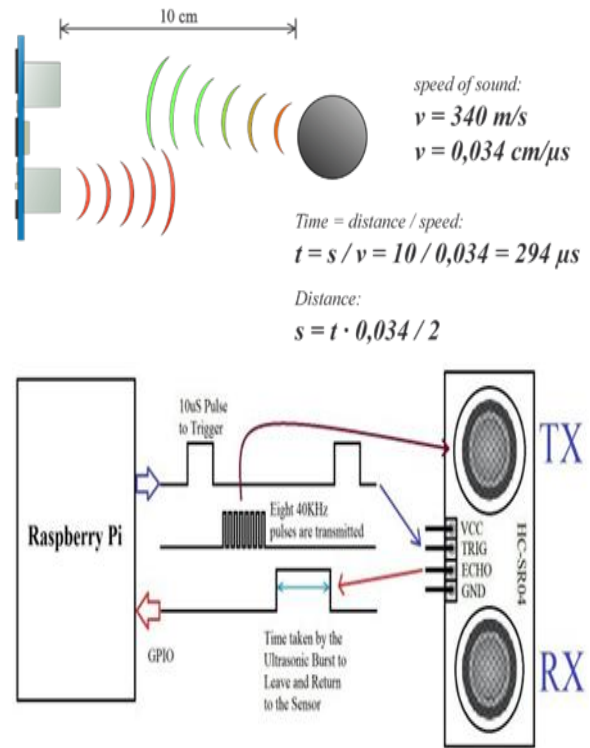 10 cm
speed of sound:
v = 340 m/s
v = 0,034 cm/μs
Time = distance / speed:
t = s / v = 10 / 0,034 = 294 μs
Distance:
s = t · 0,034 / 2
10uS Pulse
to Trigger
TX
Eight 40KHz
pulses are transmitted
Raspberry Pi
VCC
TRIG
ECHO
GND
HC-SR04
GPIO
Time taken by the
Ultrasonic Burst to
Leave and Return
to the Sensor
RX